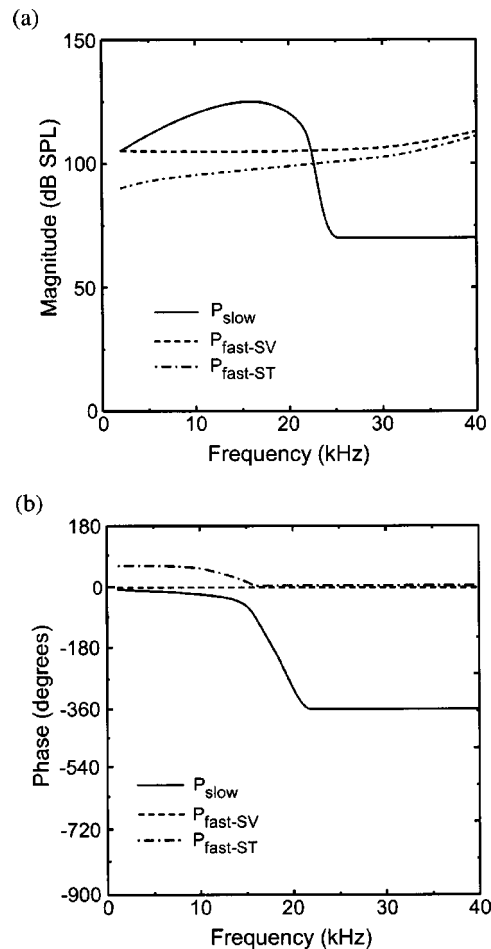 (a)
150
100
50
0
Magnitude (dB SPL)
P_slow
P_fast-SV
P_fast-ST
0 10 20 30 40
Frequency (kHz)
(b)
180
0
-180
-360
-540
-720
-900
Phase (degrees)
P_slow
P_fast-SV
P_fast-ST
0 10 20 30 40
Frequency (kHz)